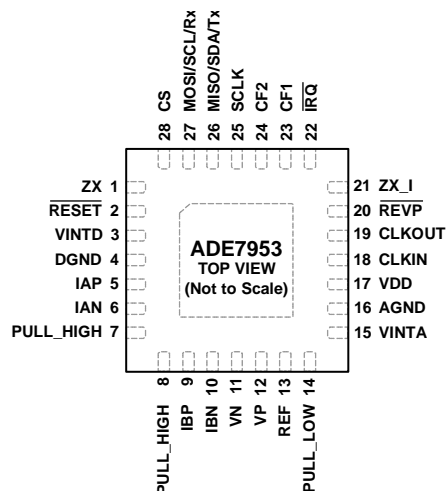 28 CS
27 MOSI/SCL/Rx
26 MISO/SDA/Tx
25 SCLK
24 CF2
23 CF1
22 IRQ
ZX 1
RESET 2
VINTD 3
DGND 4
IAP 5
IAN 6
PULL_HIGH 7
ADE7953
TOP VIEW
(Not to Scale)
21 ZX_I
20 REVP
19 CLKOUT
18 CLKIN
17 VDD
16 AGND
15 VINTA
PULL_HIGH 8
IBP 9
IBN 10
VN 11
VP 12
REF 13
PULL_LOW 14